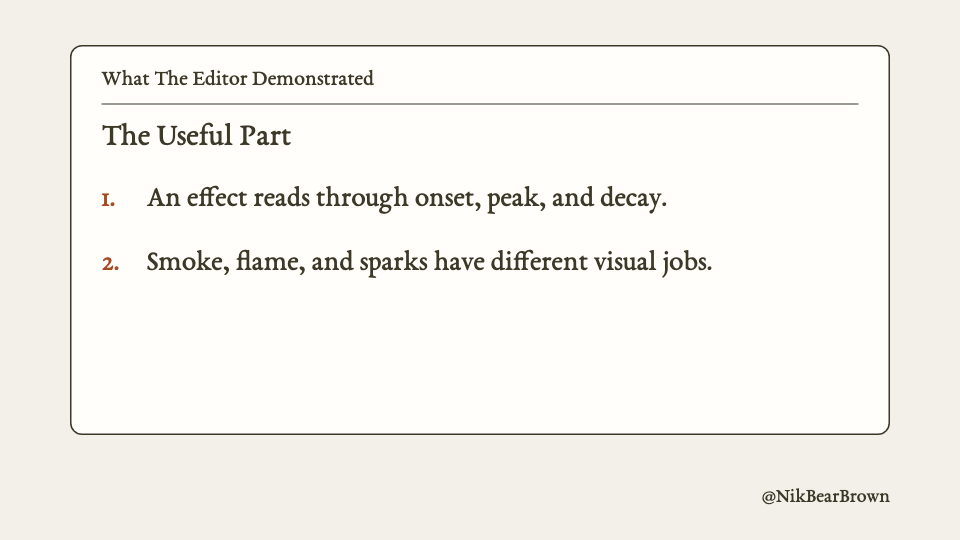 What The Editor Demonstrated
The Useful Part
1. An effect reads through onset, peak, and decay.
2. Smoke, flame, and sparks have different visual jobs.
@NikBearBrown